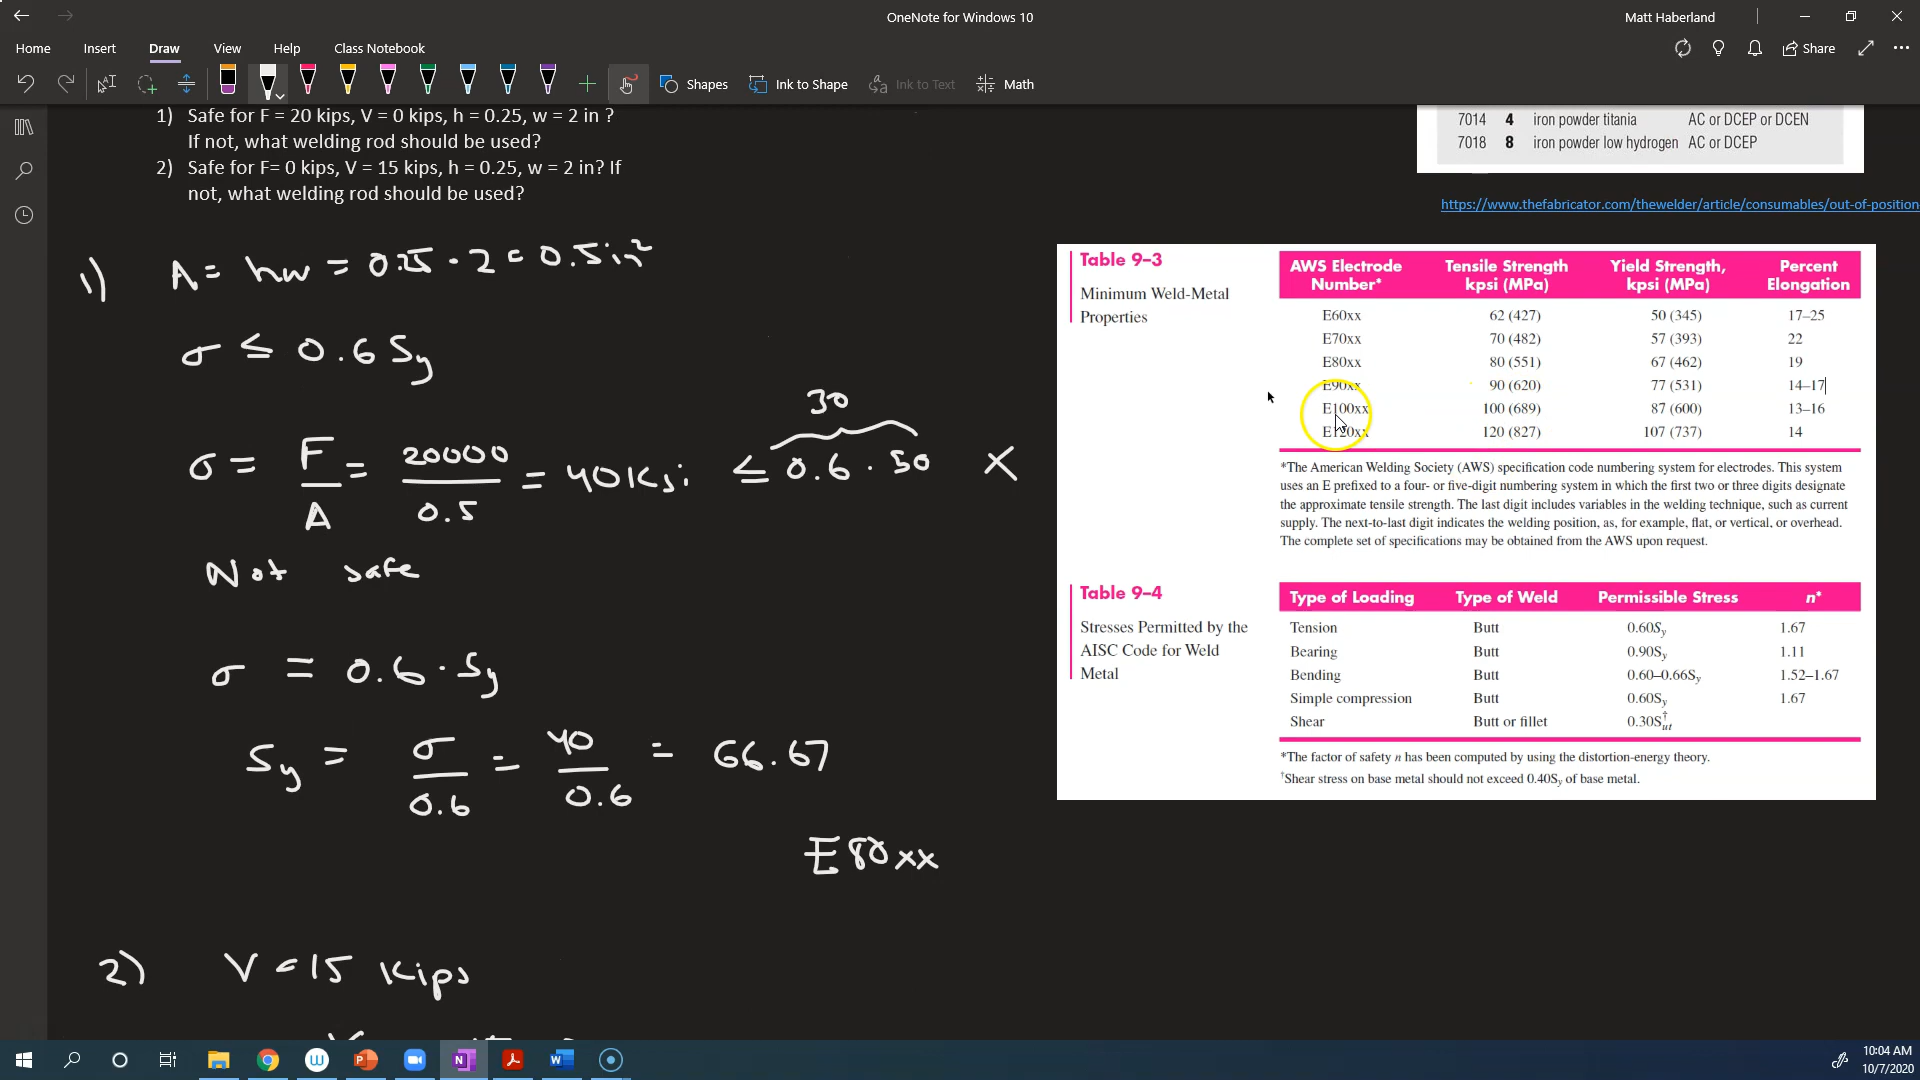 OneNote for Windows 10
Matt Haberland
Home Insert Draw View Help Class Notebook
Share
Shapes Ink to Shape Ink to Text Math
1) Safe for F = 20 kips, V = 0 kips, h = 0.25, w = 2 in ?
If not, what welding rod should be used?
2) Safe for F= 0 kips, V = 15 kips, h = 0.25, w = 2 in? If
not, what welding rod should be used?
1) A = hw = 0.25 · 2 = 0.5 in²
σ ≤ 0.6 Sy
30
σ = F/A = 20000/0.5 = 40 ksi ≤ 0.6 · 50 X
Not safe
σ = 0.6 · Sy
Sy = σ/0.6 = 40/0.6 = 66.67
E80xx
2) V = 15 kips
7014 4 iron powder titania AC or DCEP or DCEN
7018 8 iron powder low hydrogen AC or DCEP
https://www.thefabricator.com/thewelder/article/consumables/out-of-position
Table 9–3
Minimum Weld-Metal
Properties
AWS Electrode Tensile Strength Yield Strength, Percent
Number* kpsi (MPa) kpsi (MPa) Elongation
E60xx 62 (427) 50 (345) 17–25
E70xx 70 (482) 57 (393) 22
E80xx 80 (551) 67 (462) 19
E90xx 90 (620) 77 (531) 14–17
E100xx 100 (689) 87 (600) 13–16
E120xx 120 (827) 107 (737) 14
*The American Welding Society (AWS) specification code numbering system for electrodes. This system
uses an E prefixed to a four- or five-digit numbering system in which the first two or three digits designate
the approximate tensile strength. The last digit includes variables in the welding technique, such as current
supply. The next-to-last digit indicates the welding position, as, for example, flat, or vertical, or overhead.
The complete set of specifications may be obtained from the AWS upon request.
Table 9–4
Stresses Permitted by the
AISC Code for Weld
Metal
Type of Loading Type of Weld Permissible Stress n*
Tension Butt 0.60Sy 1.67
Bearing Butt 0.90Sy 1.11
Bending Butt 0.60–0.66Sy 1.52–1.67
Simple compression Butt 0.60Sy 1.67
Shear Butt or fillet 0.30S†ut
*The factor of safety n has been computed by using the distortion-energy theory.
†Shear stress on base metal should not exceed 0.40Sy of base metal.
10:04 AM
10/7/2020